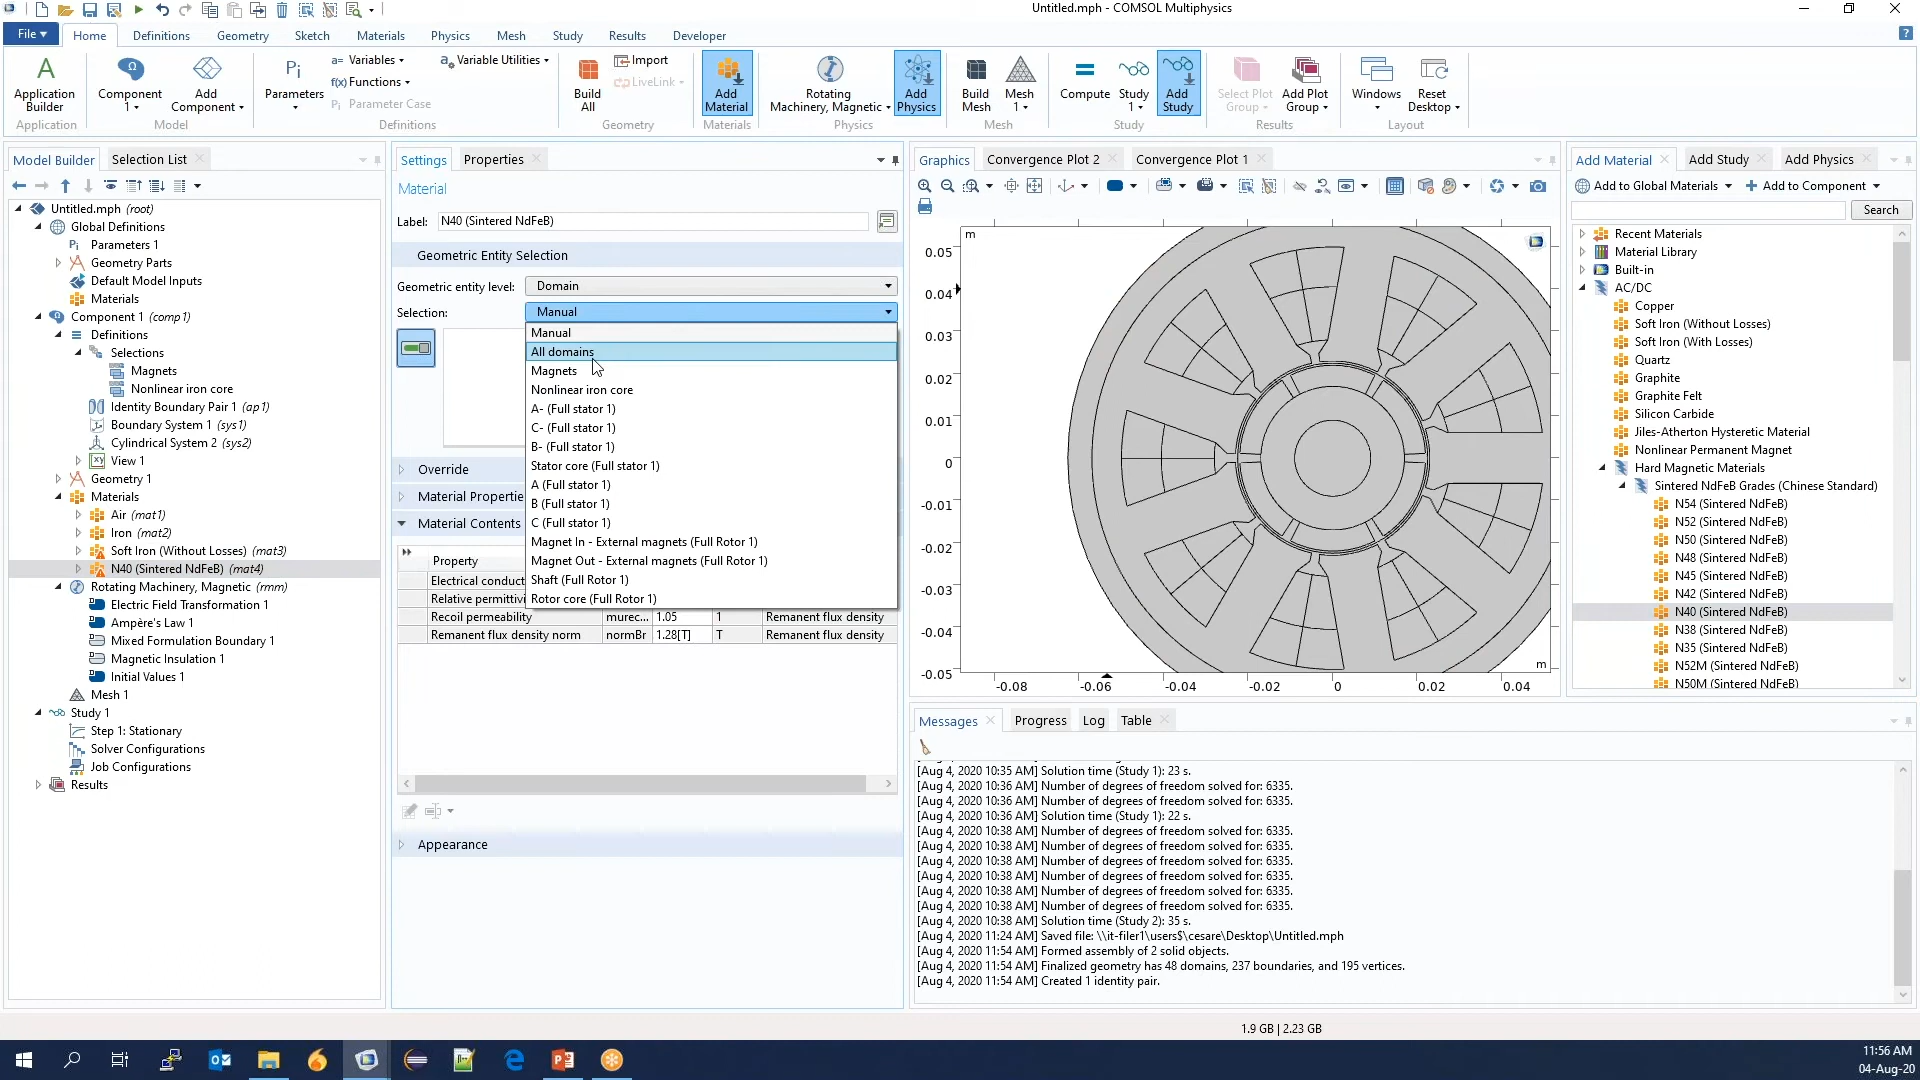 Untitled.mph - COMSOL Multiphysics
File
Home
Definitions
Geometry
Sketch
Materials
Physics
Mesh
Study
Results
Developer
Application Builder
Component 1
Add Component
Parameters
a= Variables
f(x) Functions
Pi Parameter Case
a= Variable Utilities
Build All
Import
LiveLink
Add Material
Rotating Machinery, Magnetic
Add Physics
Build Mesh
Mesh 1
Compute
Study 1
Add Study
Select Plot Group
Add Plot Group
Windows
Reset Desktop
Application
Model
Definitions
Geometry
Materials
Physics
Mesh
Study
Results
Layout
Model Builder
Selection List
Untitled.mph (root)
Global Definitions
Pi Parameters 1
Geometry Parts
Default Model Inputs
Materials
Component 1 (comp1)
Definitions
Selections
Magnets
Nonlinear iron core
Identity Boundary Pair 1 (ap1)
Boundary System 1 (sys1)
Cylindrical System 2 (sys2)
View 1
Geometry 1
Materials
Air (mat1)
Iron (mat2)
Soft Iron (Without Losses) (mat3)
N40 (Sintered NdFeB) (mat4)
Rotating Machinery, Magnetic (rmm)
Electric Field Transformation 1
Ampère's Law 1
Mixed Formulation Boundary 1
Magnetic Insulation 1
Initial Values 1
Mesh 1
Study 1
Step 1: Stationary
Solver Configurations
Job Configurations
Results
Settings
Properties
Material
Label: N40 (Sintered NdFeB)
Geometric Entity Selection
Geometric entity level: Domain
Selection: Manual
Manual
All domains
Magnets
Nonlinear iron core
A- (Full stator 1)
C- (Full stator 1)
B- (Full stator 1)
Stator core (Full stator 1)
A (Full stator 1)
B (Full stator 1)
C (Full stator 1)
Magnet In - External magnets (Full Rotor 1)
Magnet Out - External magnets (Full Rotor 1)
Shaft (Full Rotor 1)
Rotor core (Full Rotor 1)
Override
Material Propertie
Material Contents
Property
Electrical conduct
Relative permittivi
Recoil permeability murec... 1.05 1 Remanent flux density
Remanent flux density norm normBr 1.28[T] T Remanent flux density
Appearance
Graphics
Convergence Plot 2
Convergence Plot 1
m
0.05
0.04
0.03
0.02
0.01
0
-0.01
-0.02
-0.03
-0.04
-0.05
-0.08
-0.06
-0.04
-0.02
0
0.02
0.04
m
Add Material
Add Study
Add Physics
Add to Global Materials
Add to Component
Search
Recent Materials
Material Library
Built-in
AC/DC
Copper
Soft Iron (Without Losses)
Soft Iron (With Losses)
Quartz
Graphite
Graphite Felt
Silicon Carbide
Jiles-Atherton Hysteretic Material
Nonlinear Permanent Magnet
Hard Magnetic Materials
Sintered NdFeB Grades (Chinese Standard)
N54 (Sintered NdFeB)
N52 (Sintered NdFeB)
N50 (Sintered NdFeB)
N48 (Sintered NdFeB)
N45 (Sintered NdFeB)
N42 (Sintered NdFeB)
N40 (Sintered NdFeB)
N38 (Sintered NdFeB)
N35 (Sintered NdFeB)
N52M (Sintered NdFeB)
N50M (Sintered NdFeB)
Messages
Progress
Log
Table
[Aug 4, 2020 10:35 AM] Solution time (Study 1): 23 s.
[Aug 4, 2020 10:36 AM] Number of degrees of freedom solved for: 6335.
[Aug 4, 2020 10:36 AM] Number of degrees of freedom solved for: 6335.
[Aug 4, 2020 10:36 AM] Solution time (Study 1): 22 s.
[Aug 4, 2020 10:38 AM] Number of degrees of freedom solved for: 6335.
[Aug 4, 2020 10:38 AM] Number of degrees of freedom solved for: 6335.
[Aug 4, 2020 10:38 AM] Number of degrees of freedom solved for: 6335.
[Aug 4, 2020 10:38 AM] Number of degrees of freedom solved for: 6335.
[Aug 4, 2020 10:38 AM] Number of degrees of freedom solved for: 6335.
[Aug 4, 2020 10:38 AM] Number of degrees of freedom solved for: 6335.
[Aug 4, 2020 10:38 AM] Solution time (Study 2): 35 s.
[Aug 4, 2020 11:24 AM] Saved file: \\it-filer1\users$\cesare\Desktop\Untitled.mph
[Aug 4, 2020 11:54 AM] Formed assembly of 2 solid objects.
[Aug 4, 2020 11:54 AM] Finalized geometry has 48 domains, 237 boundaries, and 195 vertices.
[Aug 4, 2020 11:54 AM] Created 1 identity pair.
1.9 GB | 2.23 GB
11:56 AM
04-Aug-20